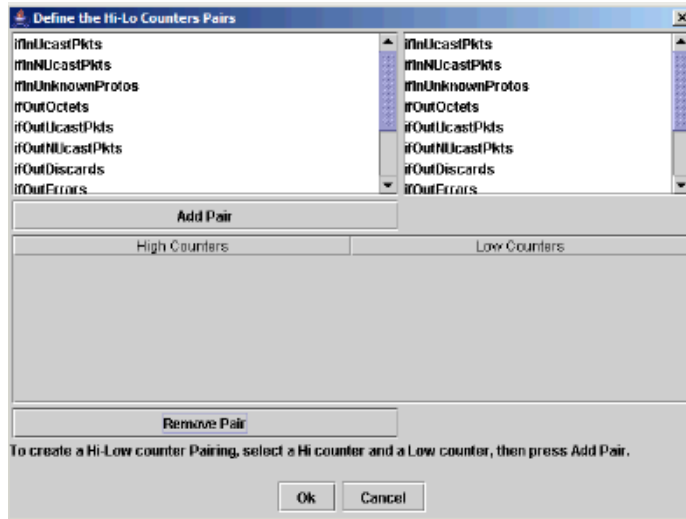 Define the Hi-Lo Counters Pairs
ifInUcastPkts
ifInNUcastPkts
ifInUnknownProtos
ifOutOctets
ifOutUcastPkts
ifOutNUcastPkts
ifOutDiscards
ifOutErrors
ifInUcastPkts
ifInNUcastPkts
ifInUnknownProtos
ifOutOctets
ifOutUcastPkts
ifOutNUcastPkts
ifOutDiscards
ifOutErrors
Add Pair
High Counters Low Counters
Remove Pair
To create a Hi-Low counter Pairing, select a Hi counter and a Low counter, then press Add Pair.
Ok Cancel